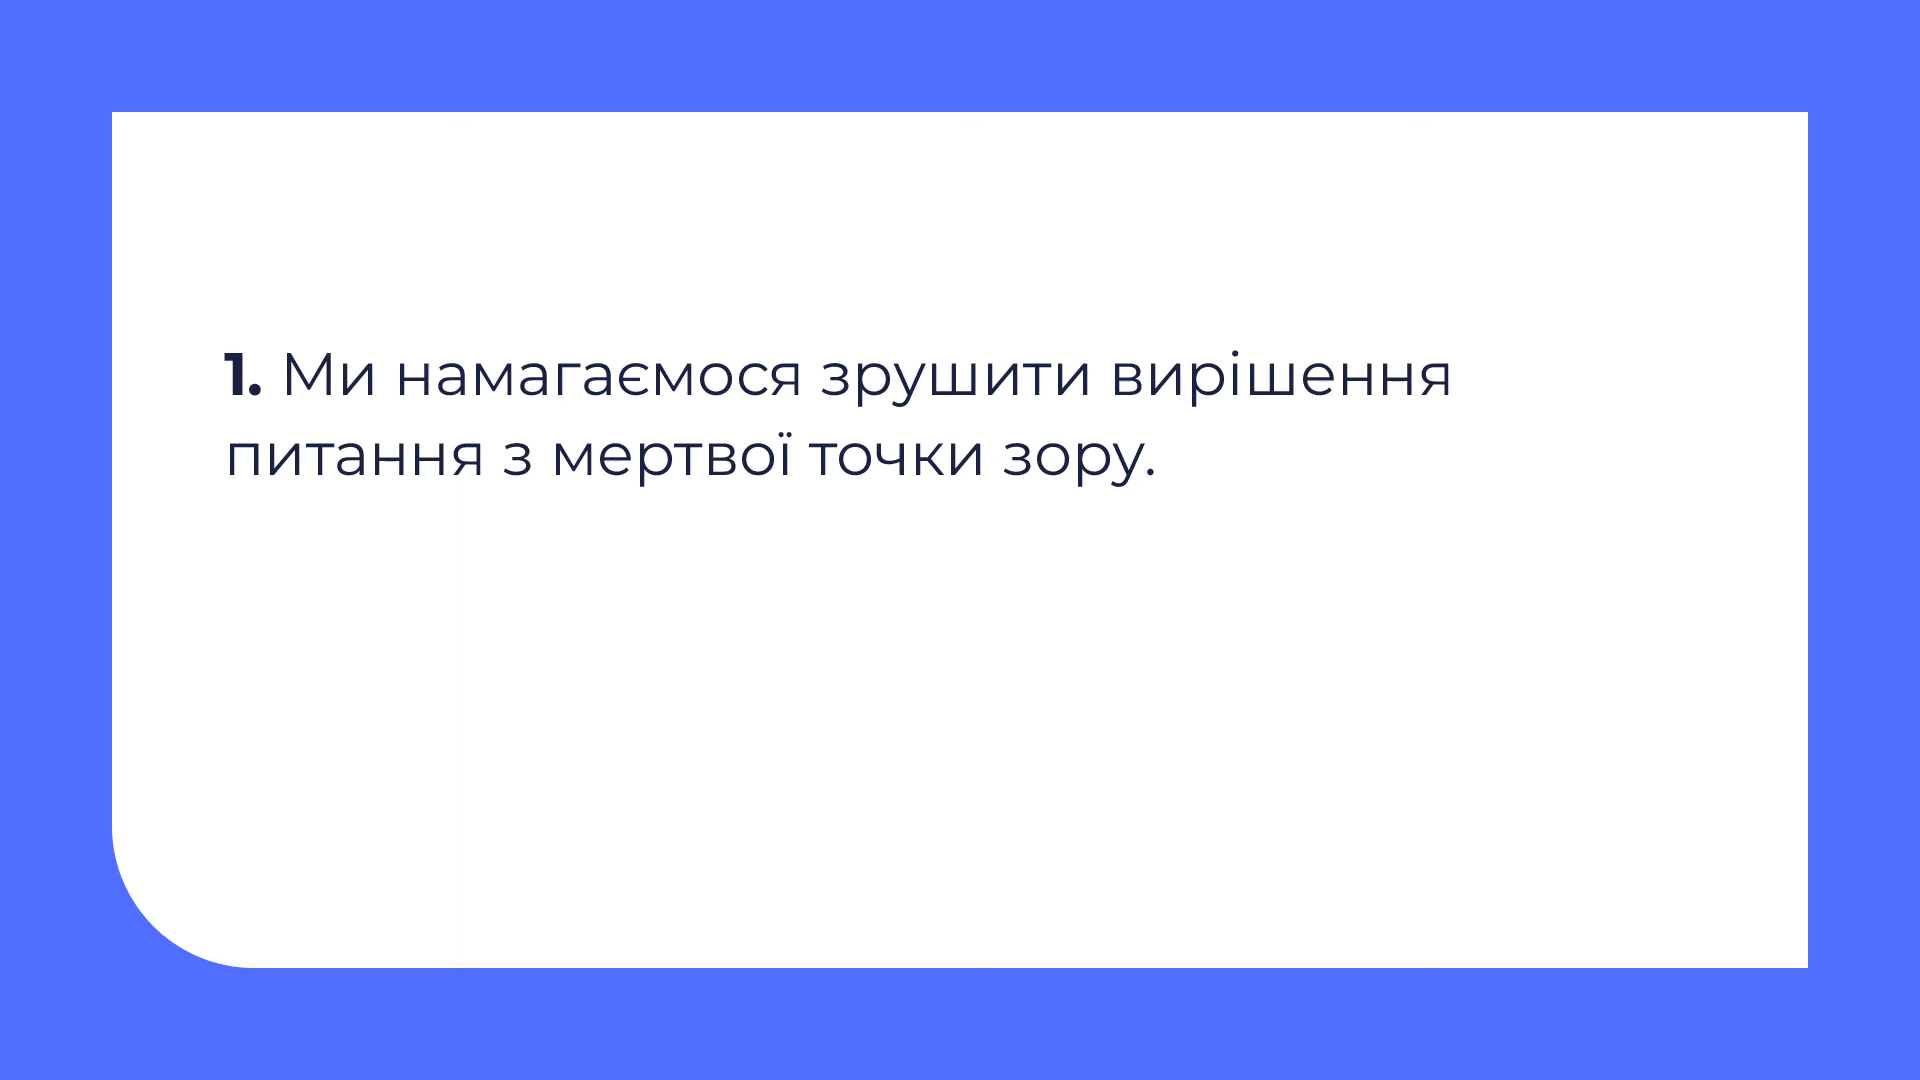 1. Ми намагаємося зрушити вирішення
питання з мертвої точки зору.